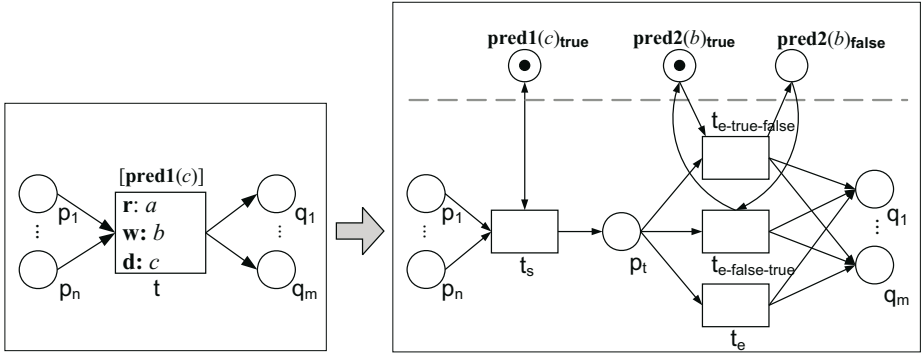 pred1(c)true
pred2(b)true
pred2(b)false
te-true-false
[pred1(c)]
r: a
w: b
d: c
t
p1
⋮
pn
q1
⋮
qm
p1
⋮
pn
ts
pt
te-false-true
te
q1
⋮
qm